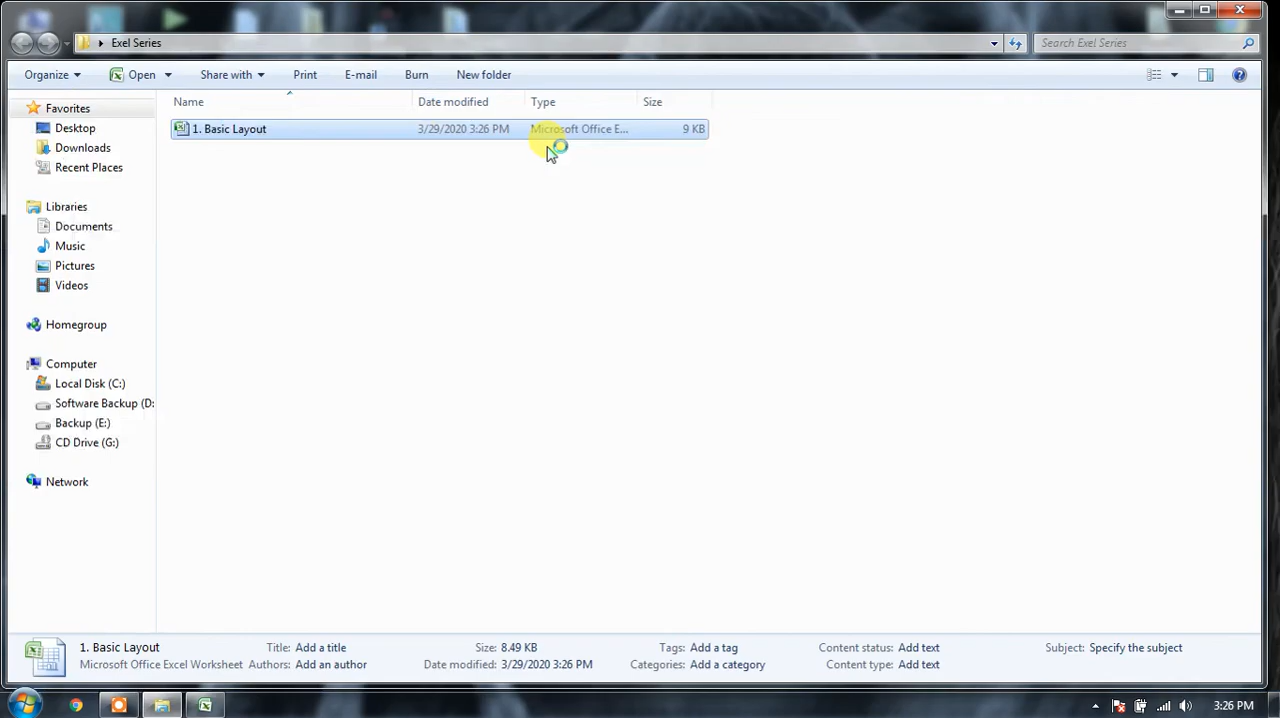 Exel Series
Search Exel Series
Organize Open Share with Print E-mail Burn New folder
Name Date modified Type Size
1. Basic Layout 3/29/2020 3:26 PM Microsoft Office E... 9 KB
Favorites
Desktop
Downloads
Recent Places
Libraries
Documents
Music
Pictures
Videos
Homegroup
Computer
Local Disk (C:)
Software Backup (D:
Backup (E:)
CD Drive (G:)
Network
1. Basic Layout Title: Add a title Size: 8.49 KB Tags: Add a tag Content status: Add text Subject: Specify the subject
Microsoft Office Excel Worksheet Authors: Add an author Date modified: 3/29/2020 3:26 PM Categories: Add a category Content type: Add text
3:26 PM